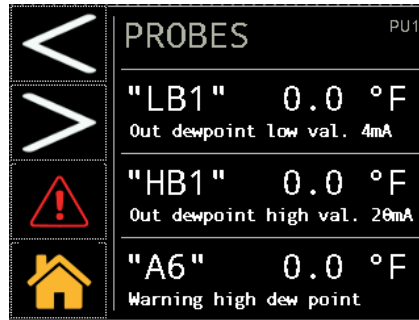 PROBES PU1
"LB1" 0.0 °F
Out dewpoint low val. 4mA
"HB1" 0.0 °F
Out dewpoint high val. 20mA
"A6" 0.0 °F
Warning high dew point